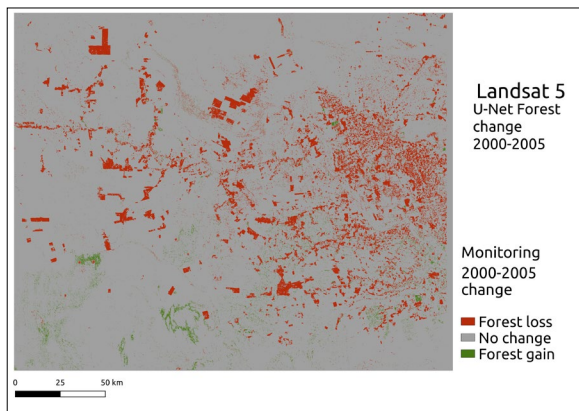 Landsat 5
U-Net Forest
change
2000-2005
Monitoring
2000-2005
change
Forest loss
No change
Forest gain
0 25 50 km